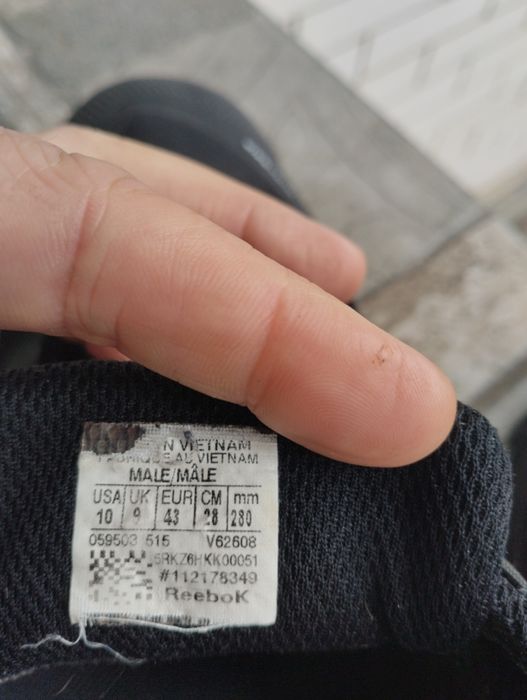 N VIETNAM
AU VIETNAM
MALE/MÂLE
USA UK EUR CM mm
10 9 43 28 280
059503 515 V62608
5RKZ6HKK00051
#112178349
ReeboK